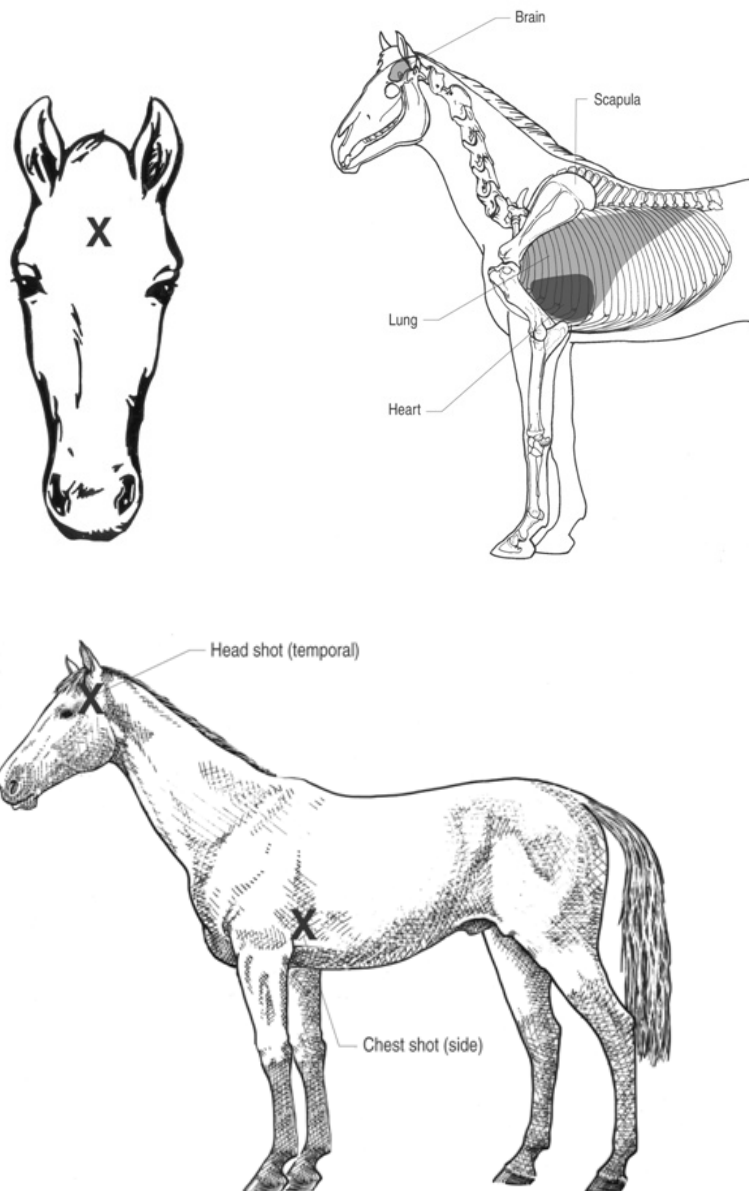 Brain
Scapula
X
Lung
Heart
Head shot (temporal)
X
X
Chest shot (side)